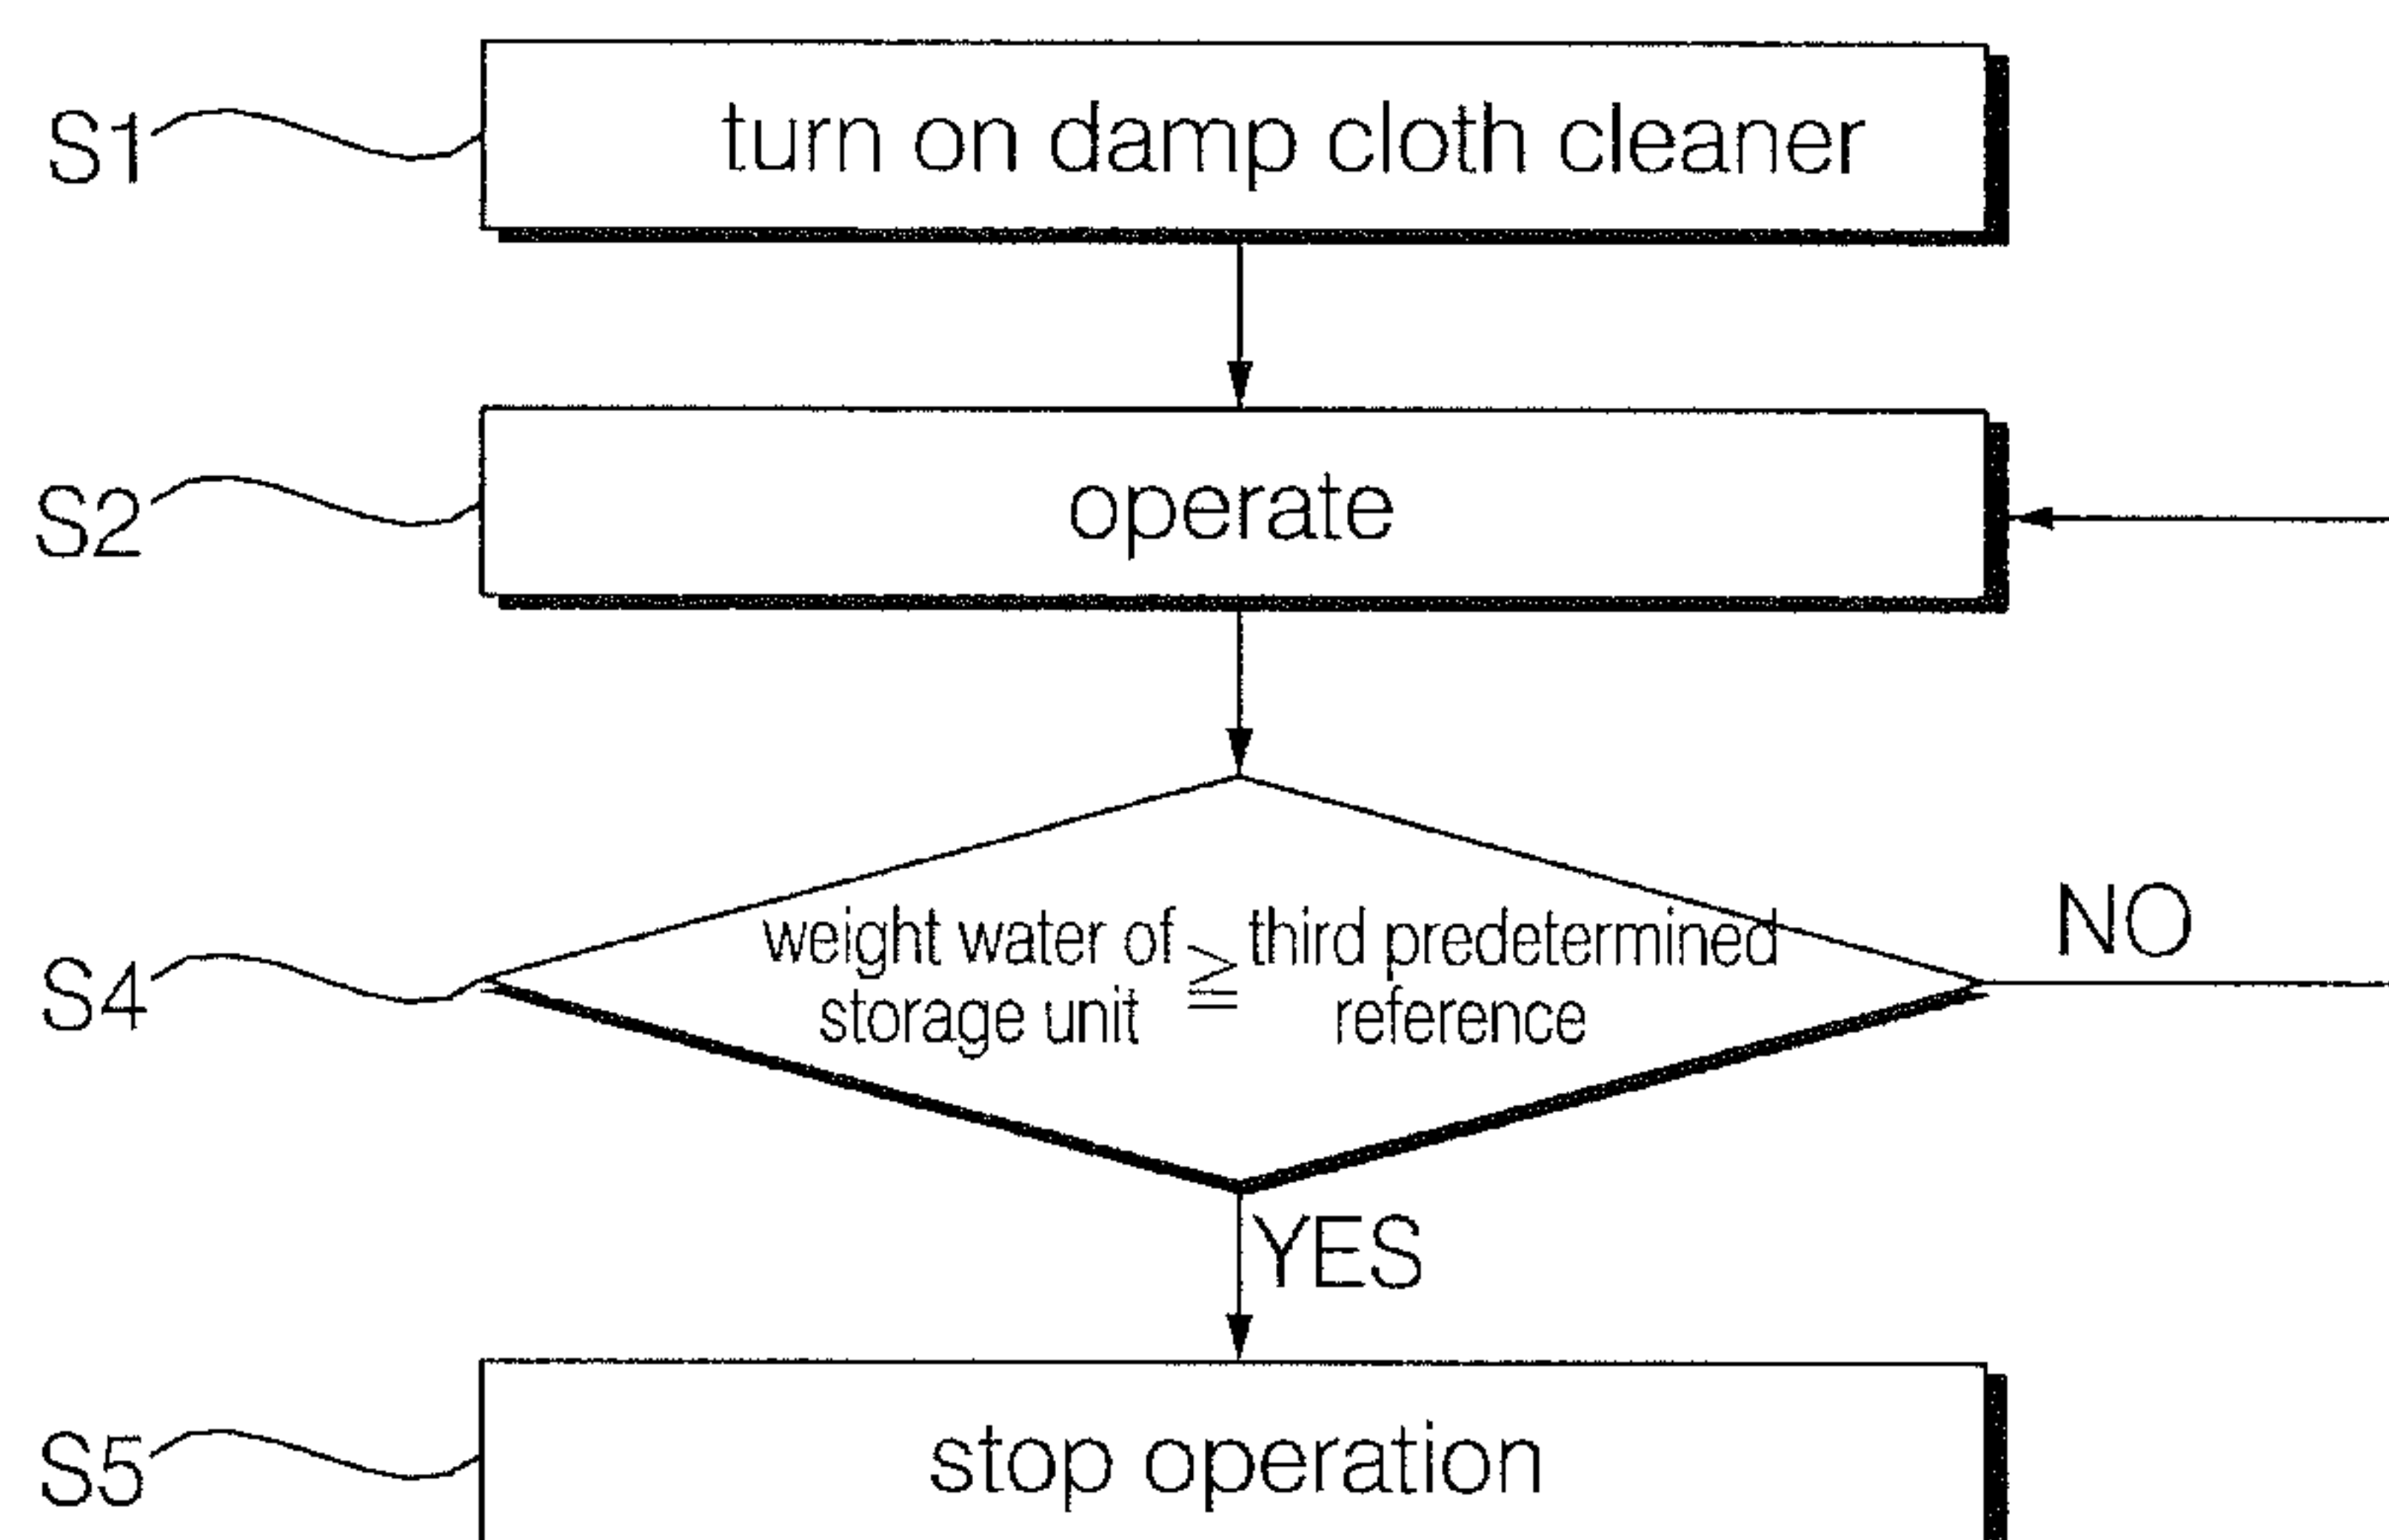 S1
turn on damp cloth cleaner
S2
operate
S4
weight water of ≧ third predetermined
storage unit reference
NO
YES
S5
stop operation